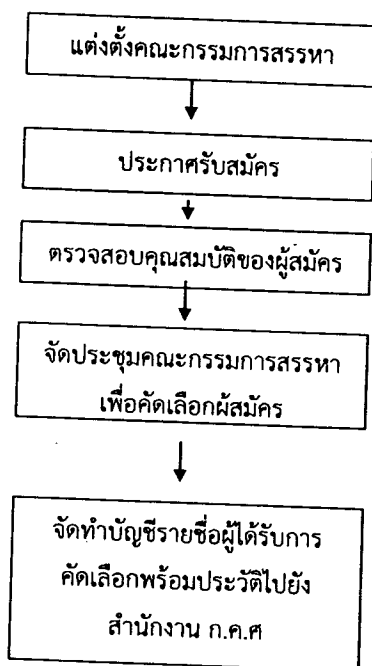 แต่งตั้งคณะกรรมการสรรหา
ประกาศรับสมัคร
ตรวจสอบคุณสมบัติของผู้สมัคร
จัดประชุมคณะกรรมการสรรหา
เพื่อคัดเลือกผู้สมัคร
จัดทำบัญชีรายชื่อผู้ได้รับการ
คัดเลือกพร้อมประวัติไปยัง
สำนักงาน ก.ค.ศ